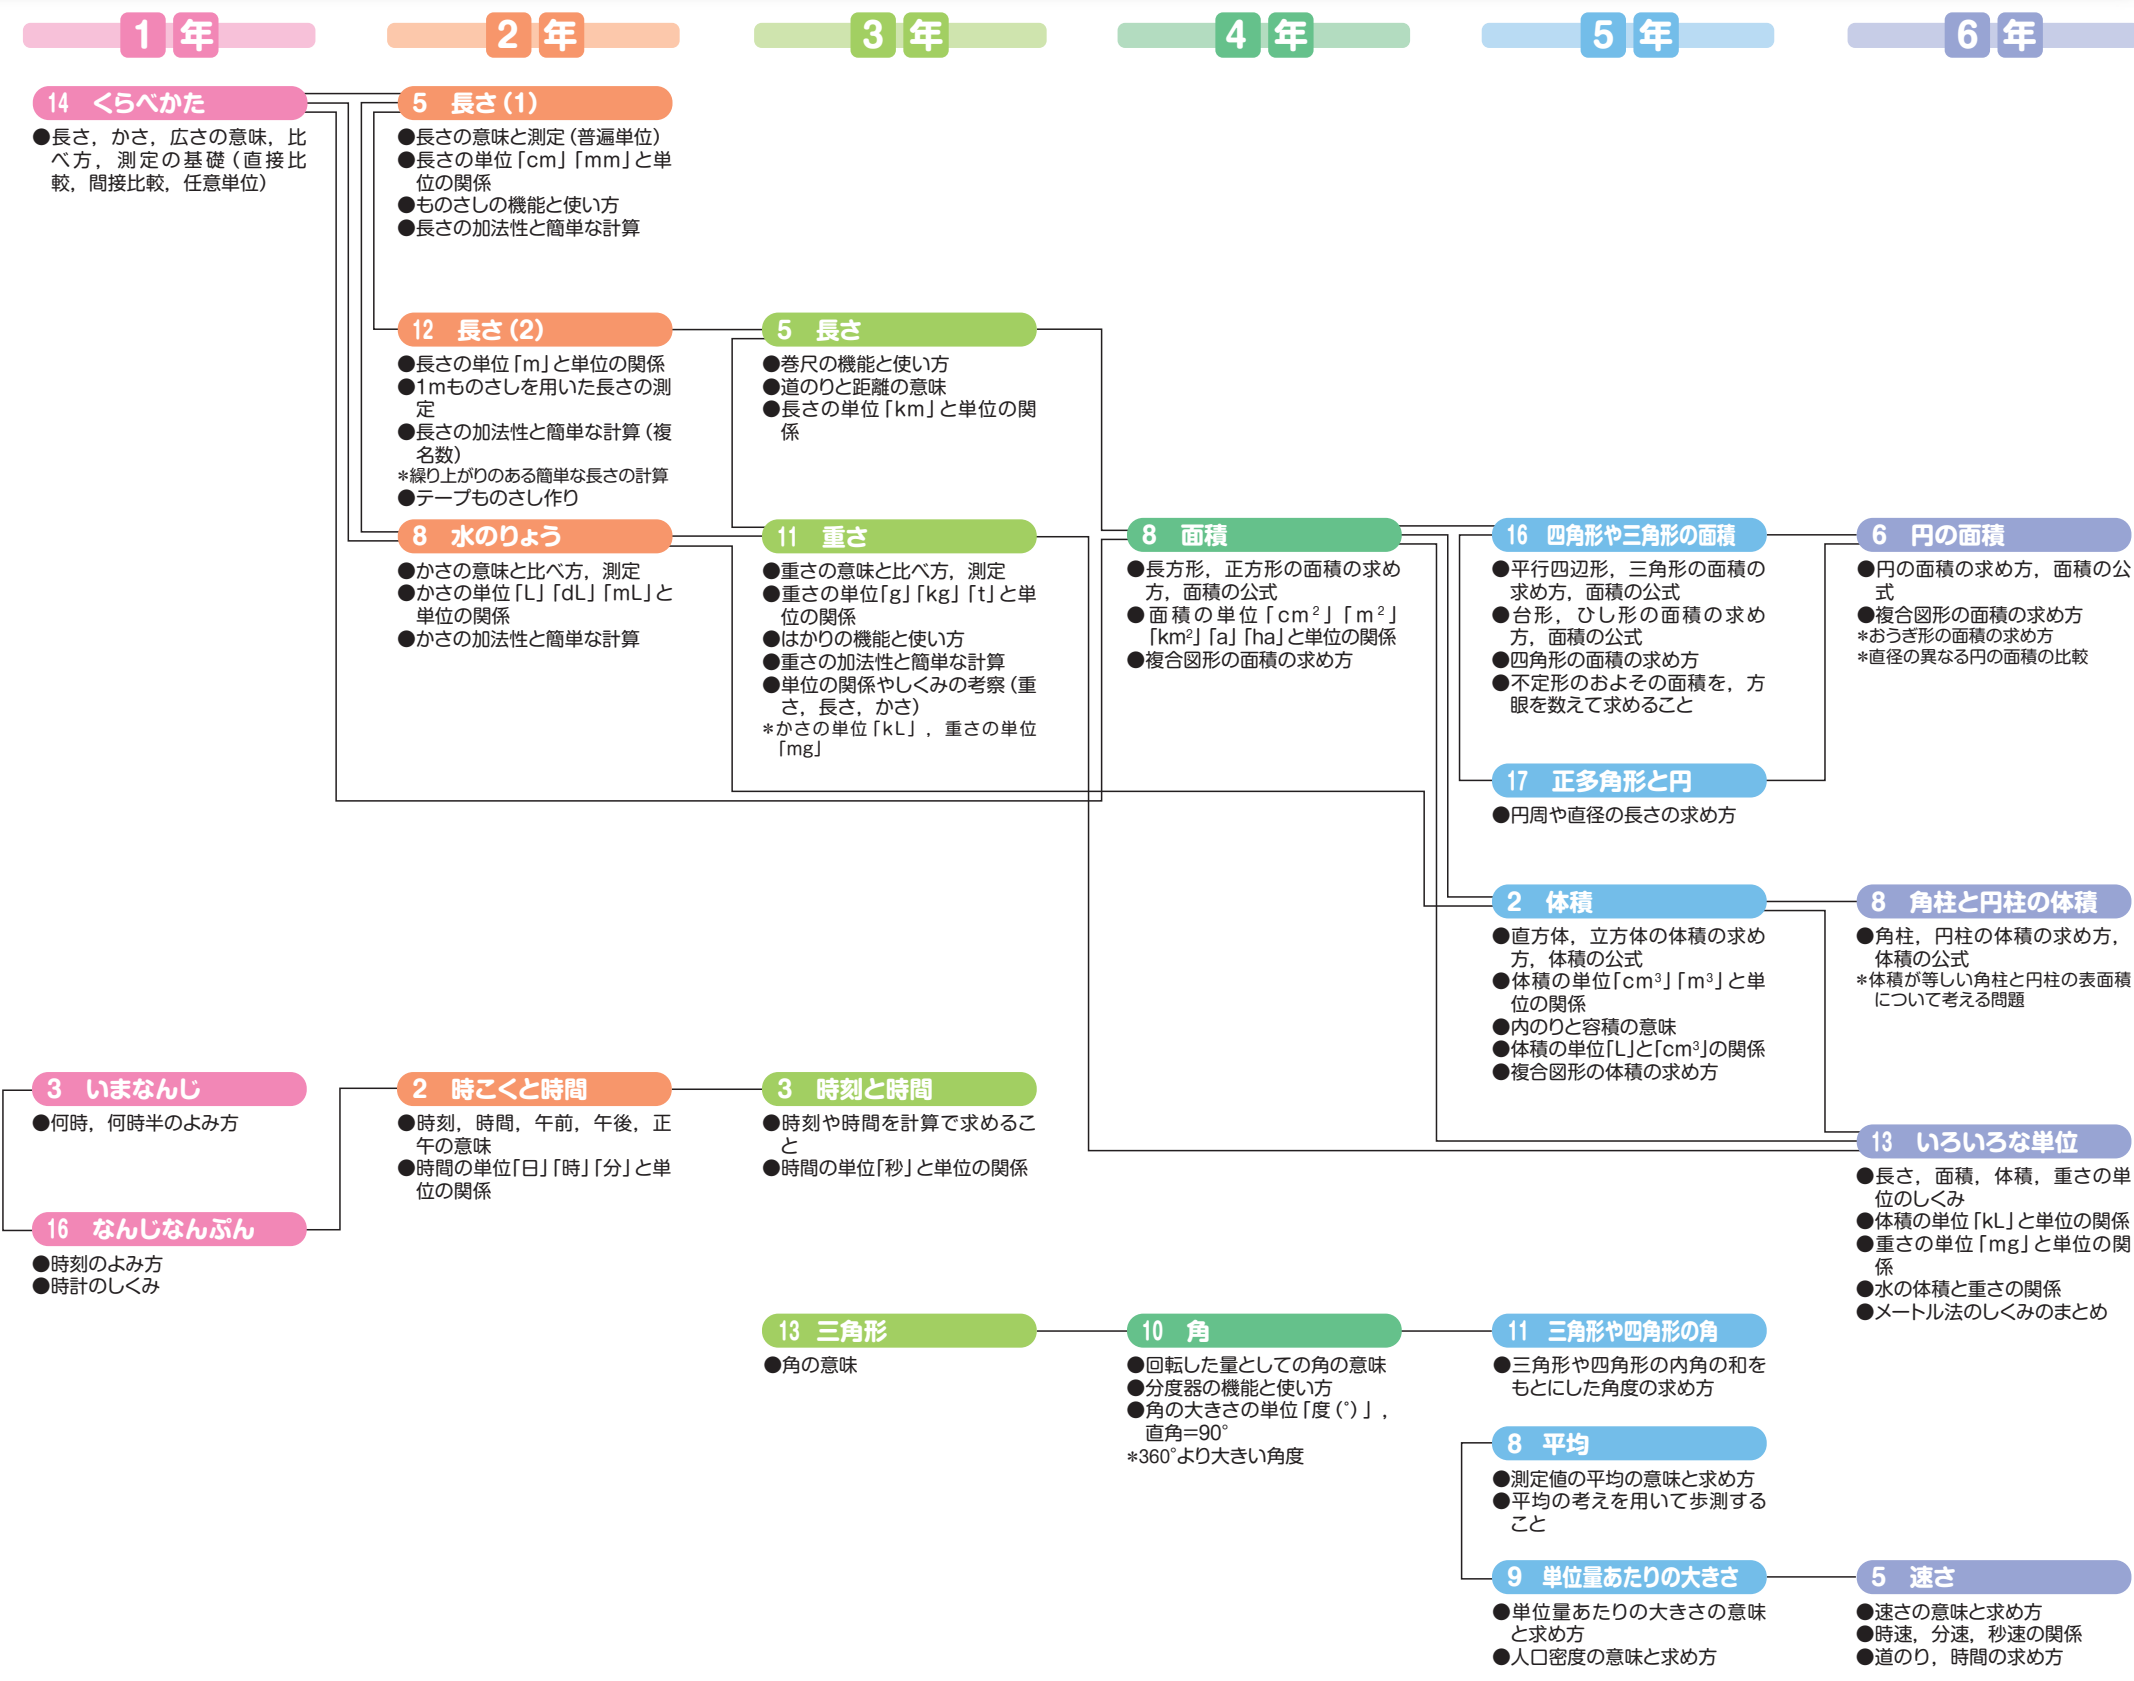 1年
2年
3年
4年
5年
6年
14 くらべかた
●長さ，かさ，広さの意味，比
べ方，測定の基礎（直接比
較，間接比較，任意単位）
3 いまなんじ
●何時，何時半のよみ方
16 なんじなんぷん
●時刻のよみ方
●時計のしくみ
5 長さ（1）
●長さの意味と測定（普遍単位）
●長さの単位「cm」「mm」と単
位の関係
●ものさしの機能と使い方
●長さの加法性と簡単な計算
12 長さ（2）
●長さの単位「m」と単位の関係
●1mものさしを用いた長さの測
定
●長さの加法性と簡単な計算（複
名数）
＊繰り上がりのある簡単な長さの計算
●テープものさし作り
8 水のりょう
●かさの意味と比べ方，測定
●かさの単位「L」「dL」「mL」と
単位の関係
●かさの加法性と簡単な計算
2 時こくと時間
●時刻，時間，午前，午後，正
午の意味
●時間の単位「日」「時」「分」と単
位の関係
5 長さ
●巻尺の機能と使い方
●道のりと距離の意味
●長さの単位「km」と単位の関
係
11 重さ
●重さの意味と比べ方，測定
●重さの単位「g」「kg」「t」と単
位の関係
●はかりの機能と使い方
●重さの加法性と簡単な計算
●単位の関係やしくみの考察（重
さ，長さ，かさ）
＊かさの単位「kL」，重さの単位
「mg」
3 時刻と時間
●時刻や時間を計算で求めるこ
と
●時間の単位「秒」と単位の関係
13 三角形
●角の意味
8 面積
●長方形，正方形の面積の求め
方，面積の公式
●面積の単位「cm²」「m²」
「km²」「a」「ha」と単位の関係
●複合図形の面積の求め方
10 角
●回転した量としての角の意味
●分度器の機能と使い方
●角の大きさの単位「度（°）」，
直角＝90°
＊360°より大きい角度
16 四角形や三角形の面積
●平行四辺形，三角形の面積の
求め方，面積の公式
●台形，ひし形の面積の求め
方，面積の公式
●四角形の面積の求め方
●不定形のおよその面積を，方
眼を数えて求めること
17 正多角形と円
●円周や直径の長さの求め方
2 体積
●直方体，立方体の体積の求め
方，体積の公式
●体積の単位「cm³」「m³」と単
位の関係
●内のりと容積の意味
●体積の単位「L」と「cm³」の関係
●複合図形の体積の求め方
11 三角形や四角形の角
●三角形や四角形の内角の和を
もとにした角度の求め方
8 平均
●測定値の平均の意味と求め方
●平均の考えを用いて歩測する
こと
9 単位量あたりの大きさ
●単位量あたりの大きさの意味
と求め方
●人口密度の意味と求め方
6 円の面積
●円の面積の求め方，面積の公
式
●複合図形の面積の求め方
＊おうぎ形の面積の求め方
＊直径の異なる円の面積の比較
8 角柱と円柱の体積
●角柱，円柱の体積の求め方，
体積の公式
＊体積が等しい角柱と円柱の表面積
について考える問題
13 いろいろな単位
●長さ，面積，体積，重さの単
位のしくみ
●体積の単位「kL」と単位の関係
●重さの単位「mg」と単位の関
係
●水の体積と重さの関係
●メートル法のしくみのまとめ
5 速さ
●速さの意味と求め方
●時速，分速，秒速の関係
●道のり，時間の求め方